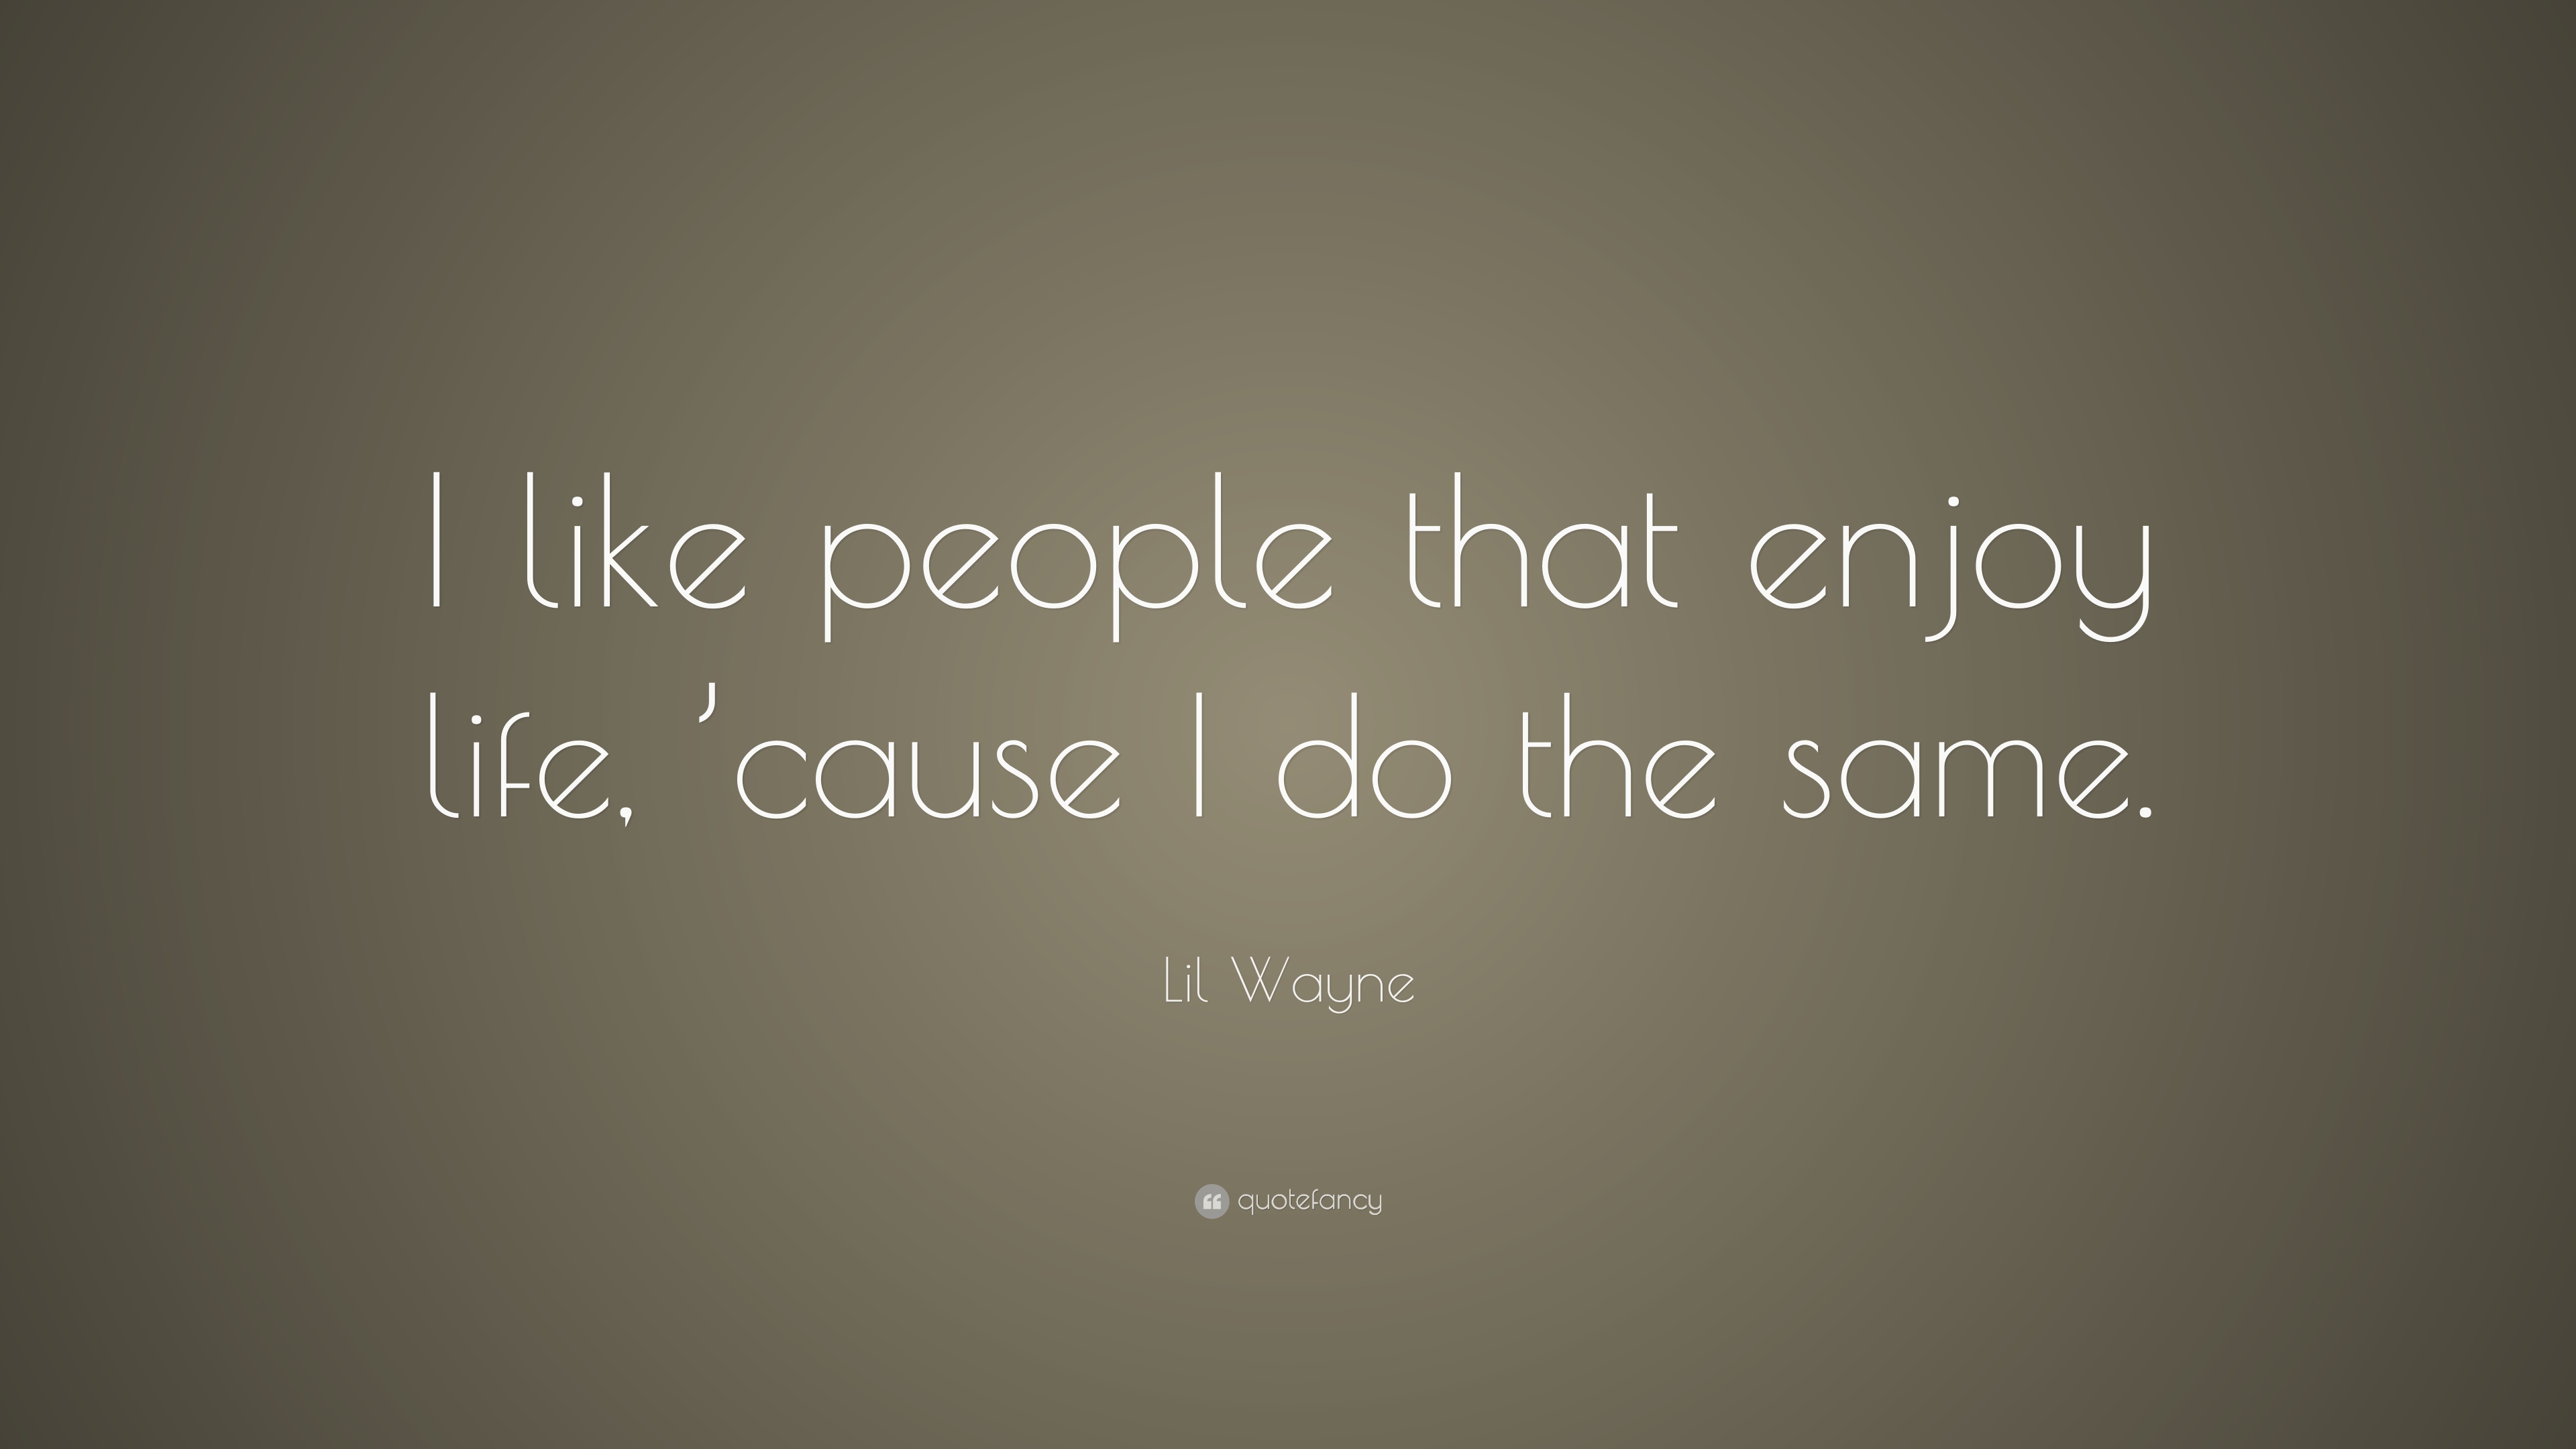 I like people that enjoy
life, ’cause I do the same.
Lil Wayne
quotefancy